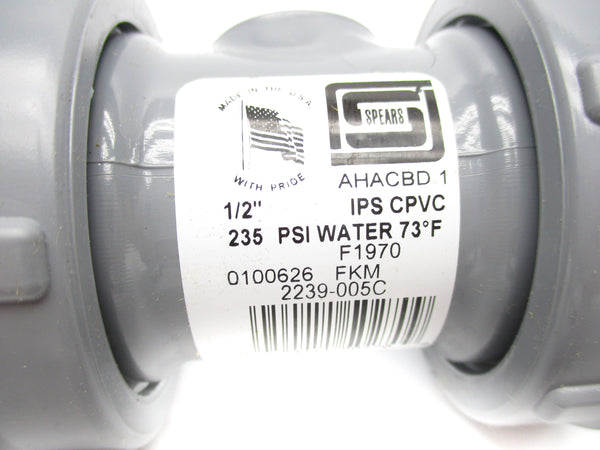 MADE IN THE U.S.A.
WITH PRIDE
SPEARS
AHACBD 1
1/2" IPS CPVC
235 PSI WATER 73°F
F1970
0100626 FKM
2239-005C